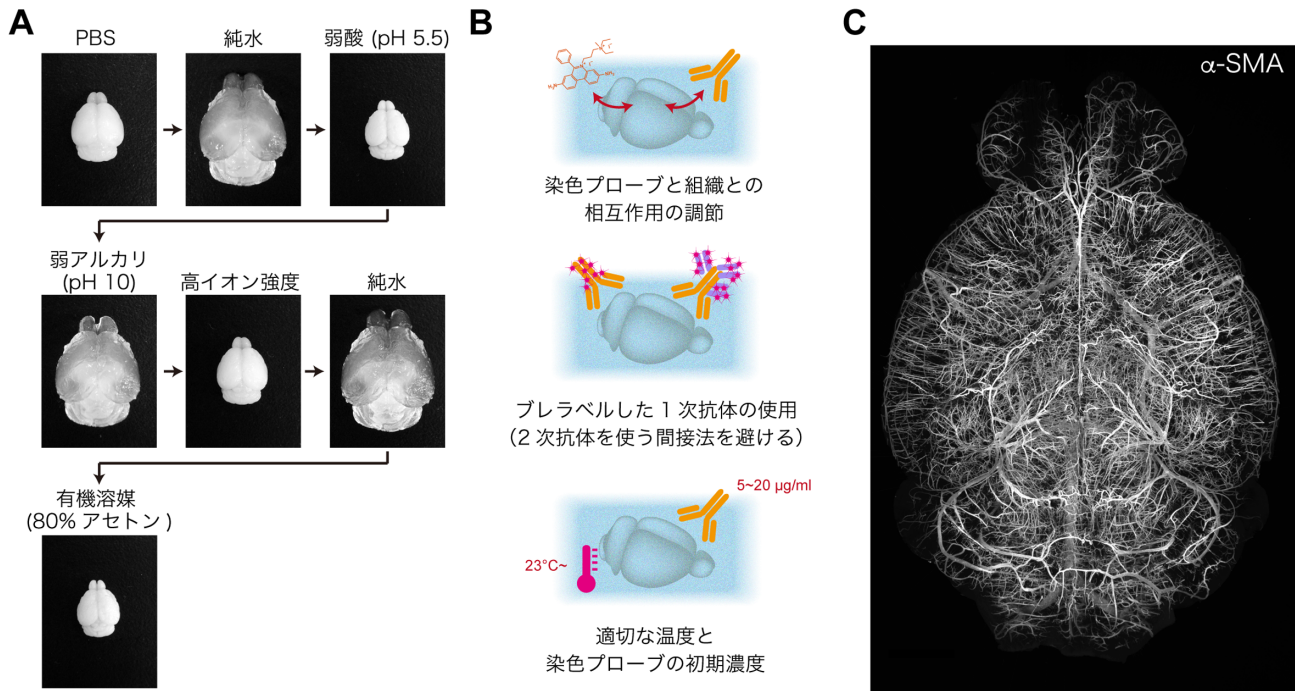 A
PBS
純水
弱酸 (pH 5.5)
弱アルカリ
(pH 10)
高イオン強度
純水
有機溶媒
(80% アセトン )
B
染色プローブと組織との
相互作用の調節
プレラベルした 1 次抗体の使用
(2 次抗体を使う間接法を避ける)
5~20 μg/ml
23°C~
適切な温度と
染色プローブの初期濃度
C
α-SMA